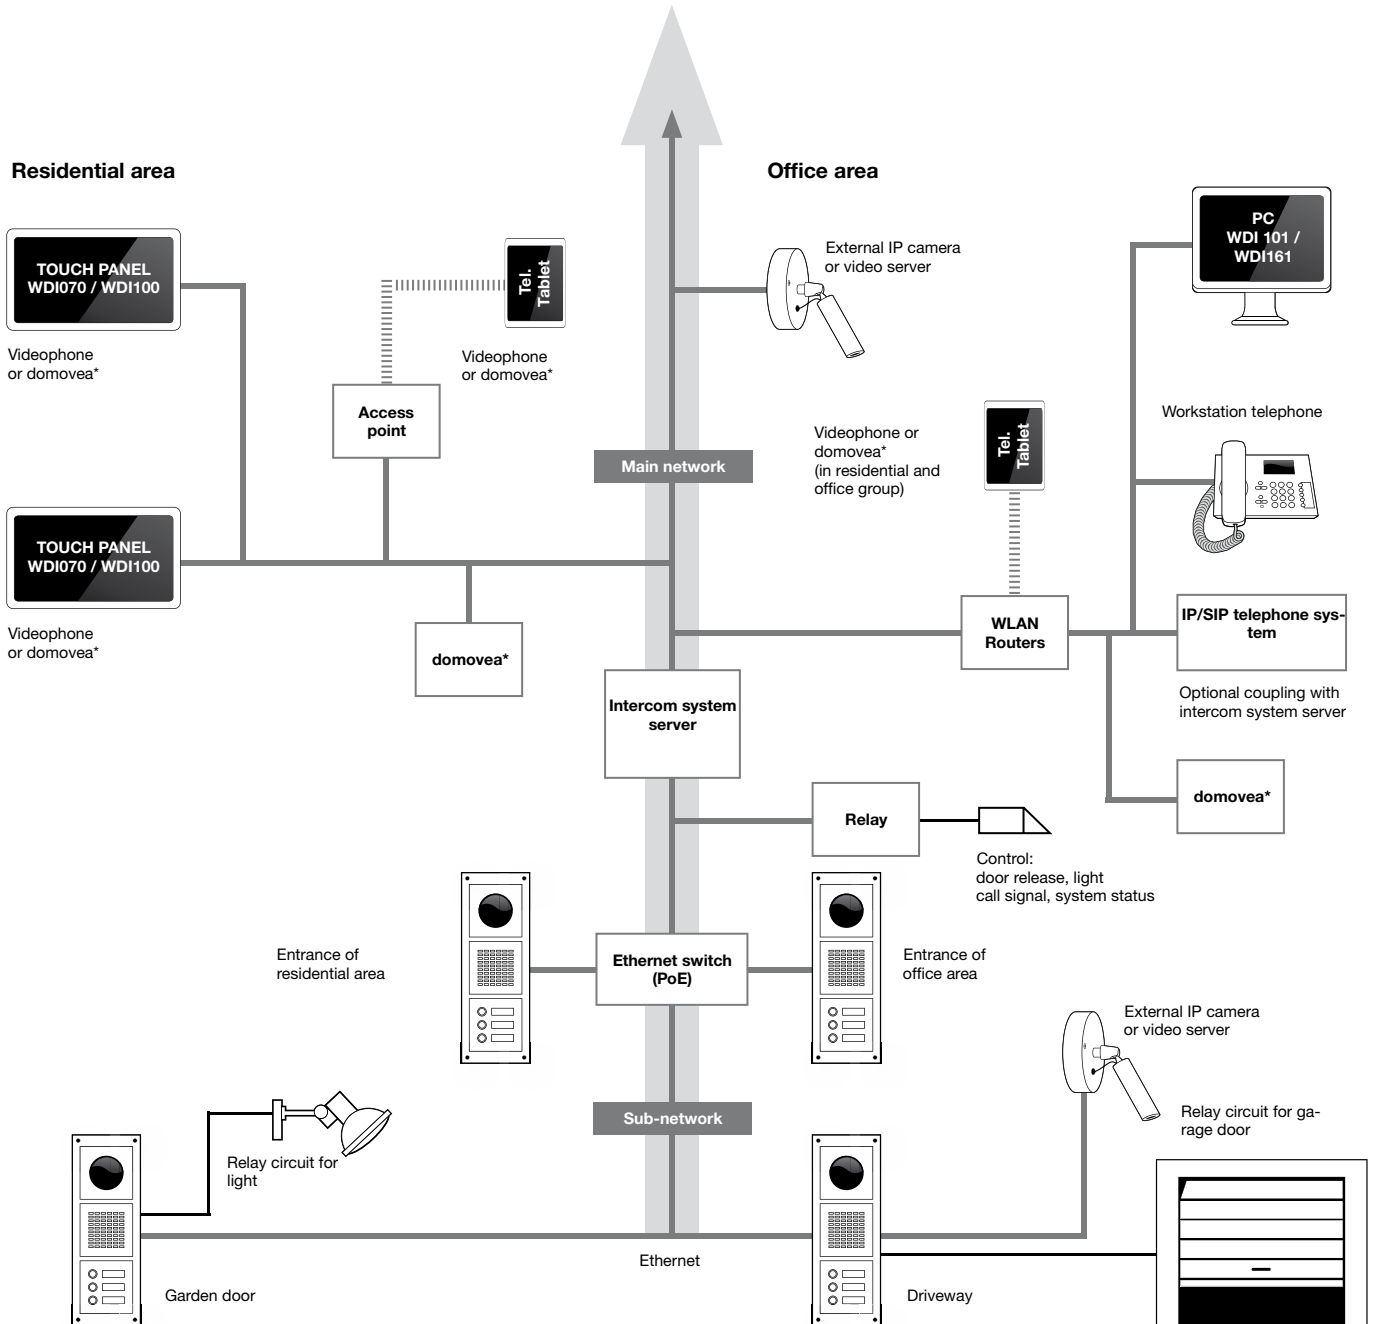 Residential area
Office area
TOUCH PANEL
WDI070 / WDI100
Videophone
or domovea*
Tel.
Tablet
Videophone
or domovea*
Access
point
External IP camera
or video server
PC
WDI 101 /
WDI161
Main network
Videophone or
domovea*
(in residential and
office group)
Tel.
Tablet
Workstation telephone
TOUCH PANEL
WDI070 / WDI100
Videophone
or domovea*
domovea*
WLAN
Routers
IP/SIP telephone sys-
tem
Optional coupling with
intercom system server
Intercom system
server
domovea*
Relay
Control:
door release, light
call signal, system status
Entrance of
residential area
Ethernet switch
(PoE)
Entrance of
office area
External IP camera
or video server
Sub-network
Relay circuit for ga-
rage door
Relay circuit for
light
Ethernet
Garden door
Driveway